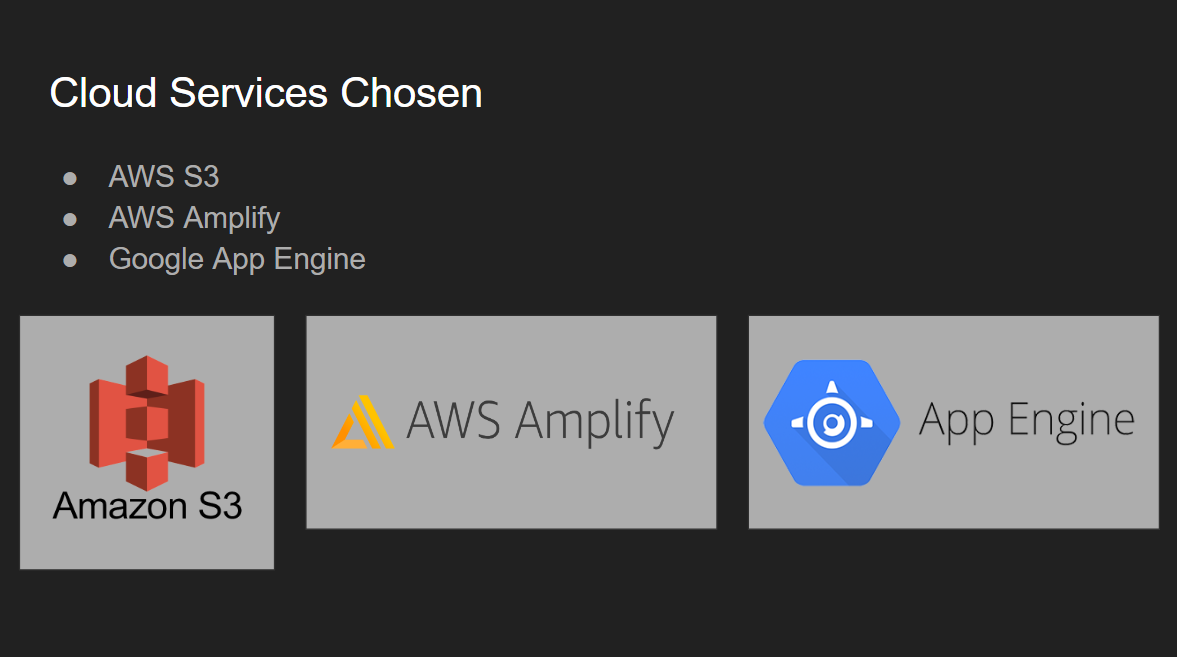 Cloud Services Chosen
● AWS S3
● AWS Amplify
● Google App Engine
Amazon S3
AWS Amplify
App Engine